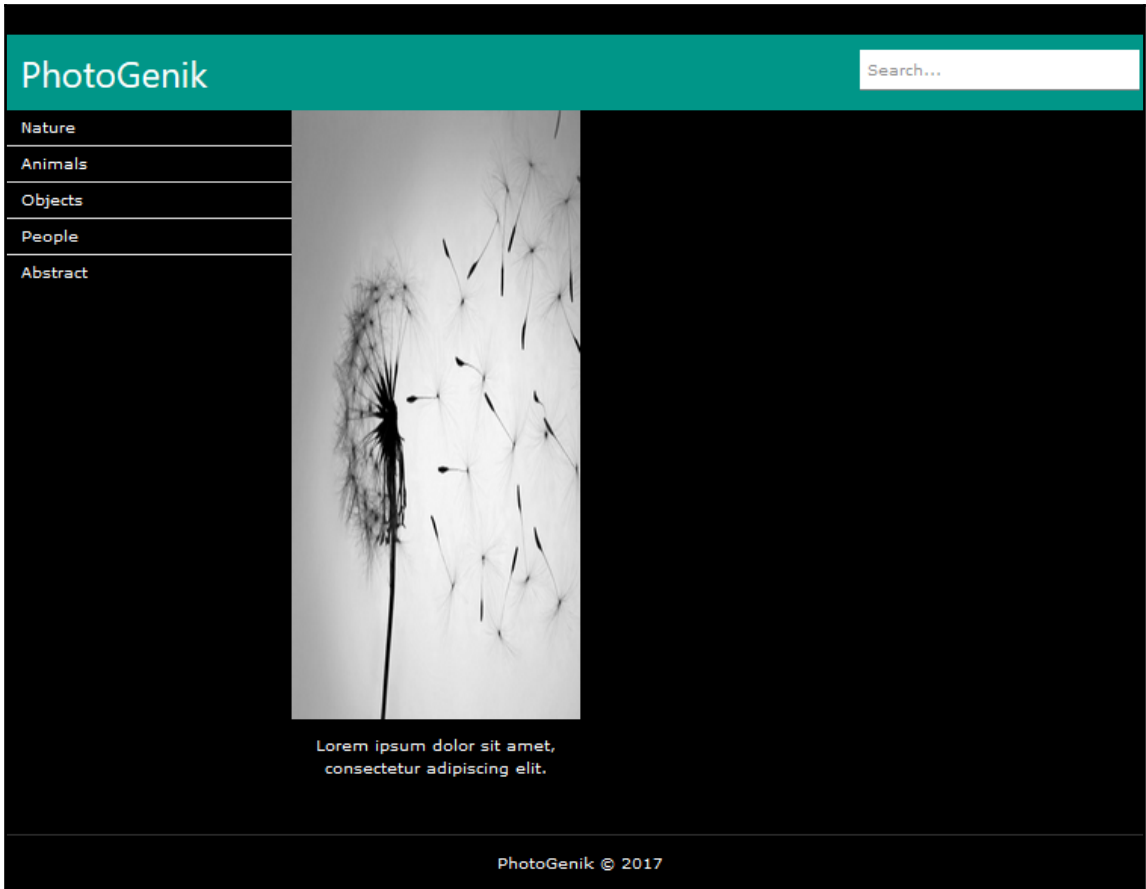 PhotoGenik
Search...
Nature
Animals
Objects
People
Abstract
Lorem ipsum dolor sit amet,
consectetur adipiscing elit.
PhotoGenik © 2017